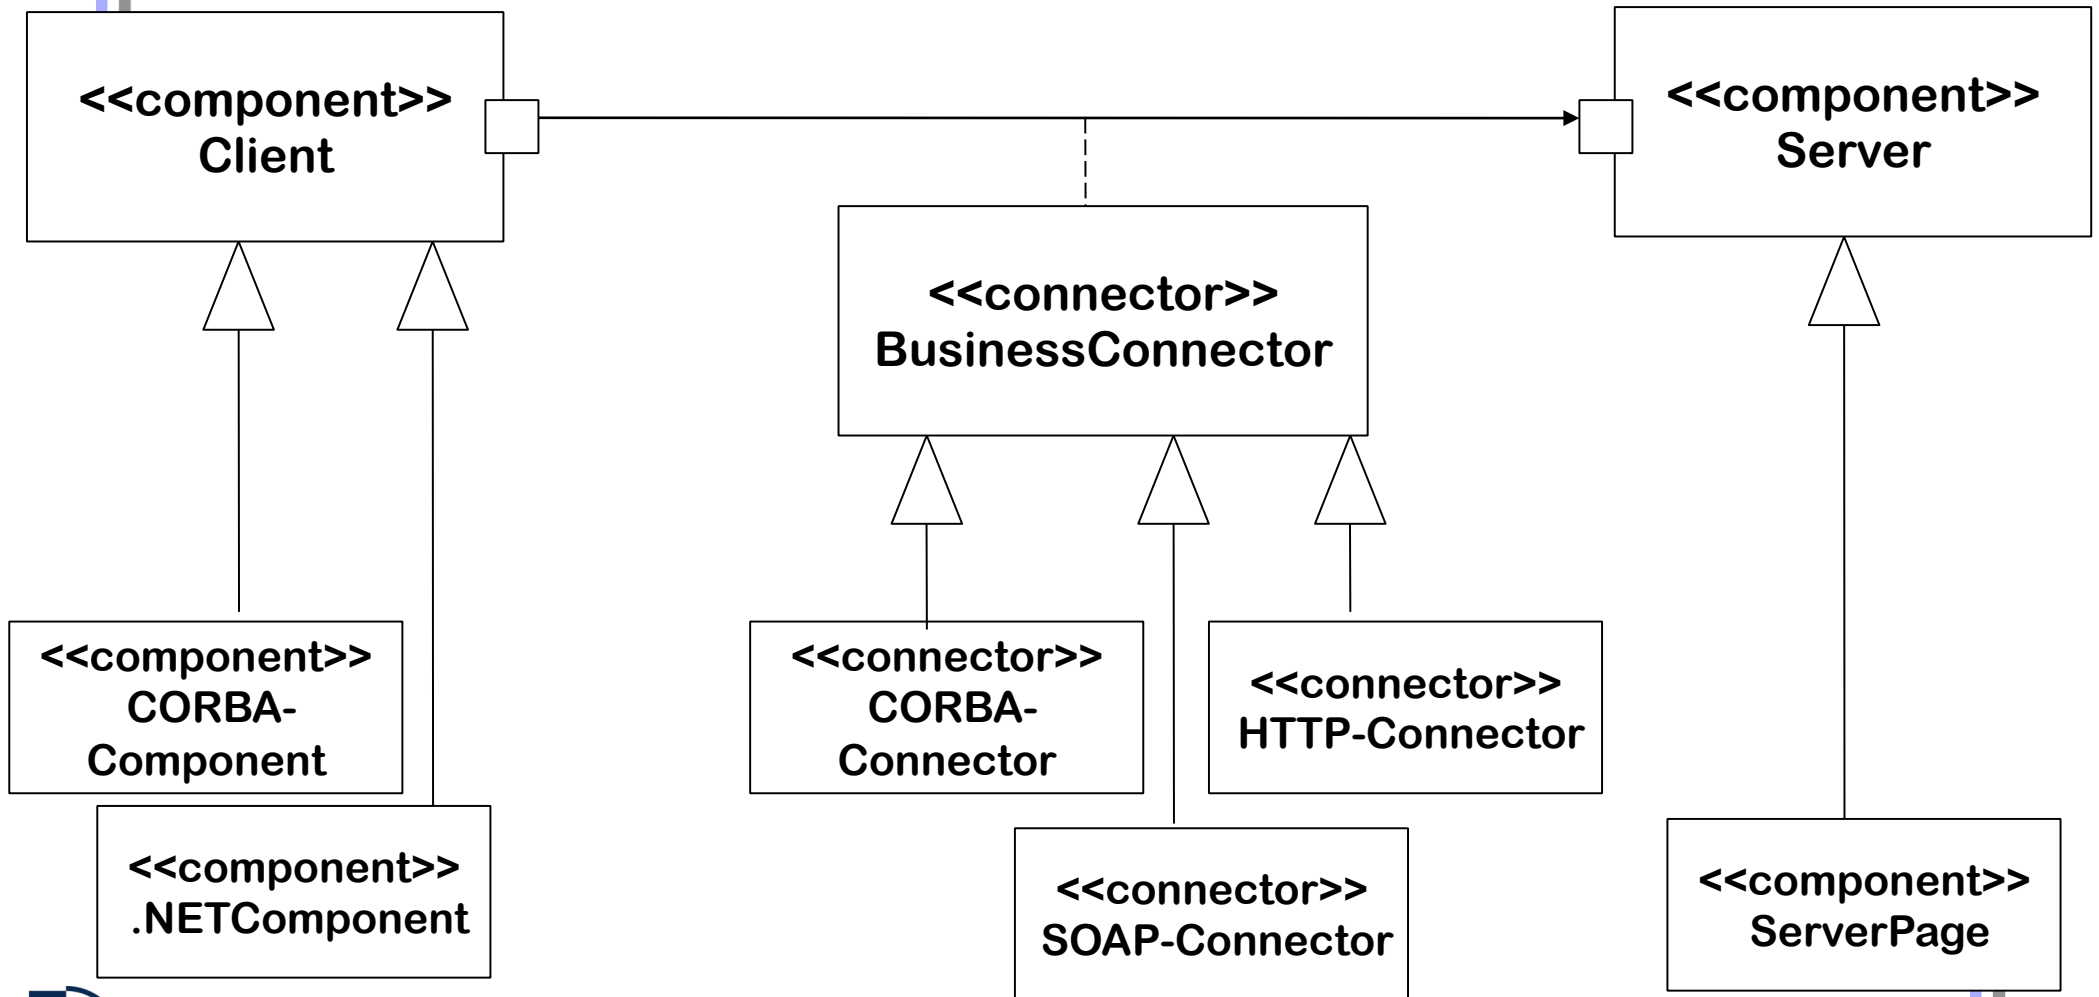 <<component>>
Client
<<component>>
Server
<<connector>>
BusinessConnector
<<component>>
CORBA-
Component
<<connector>>
CORBA-
Connector
<<connector>>
HTTP-Connector
<<component>>
.NETComponent
<<connector>>
SOAP-Connector
<<component>>
ServerPage